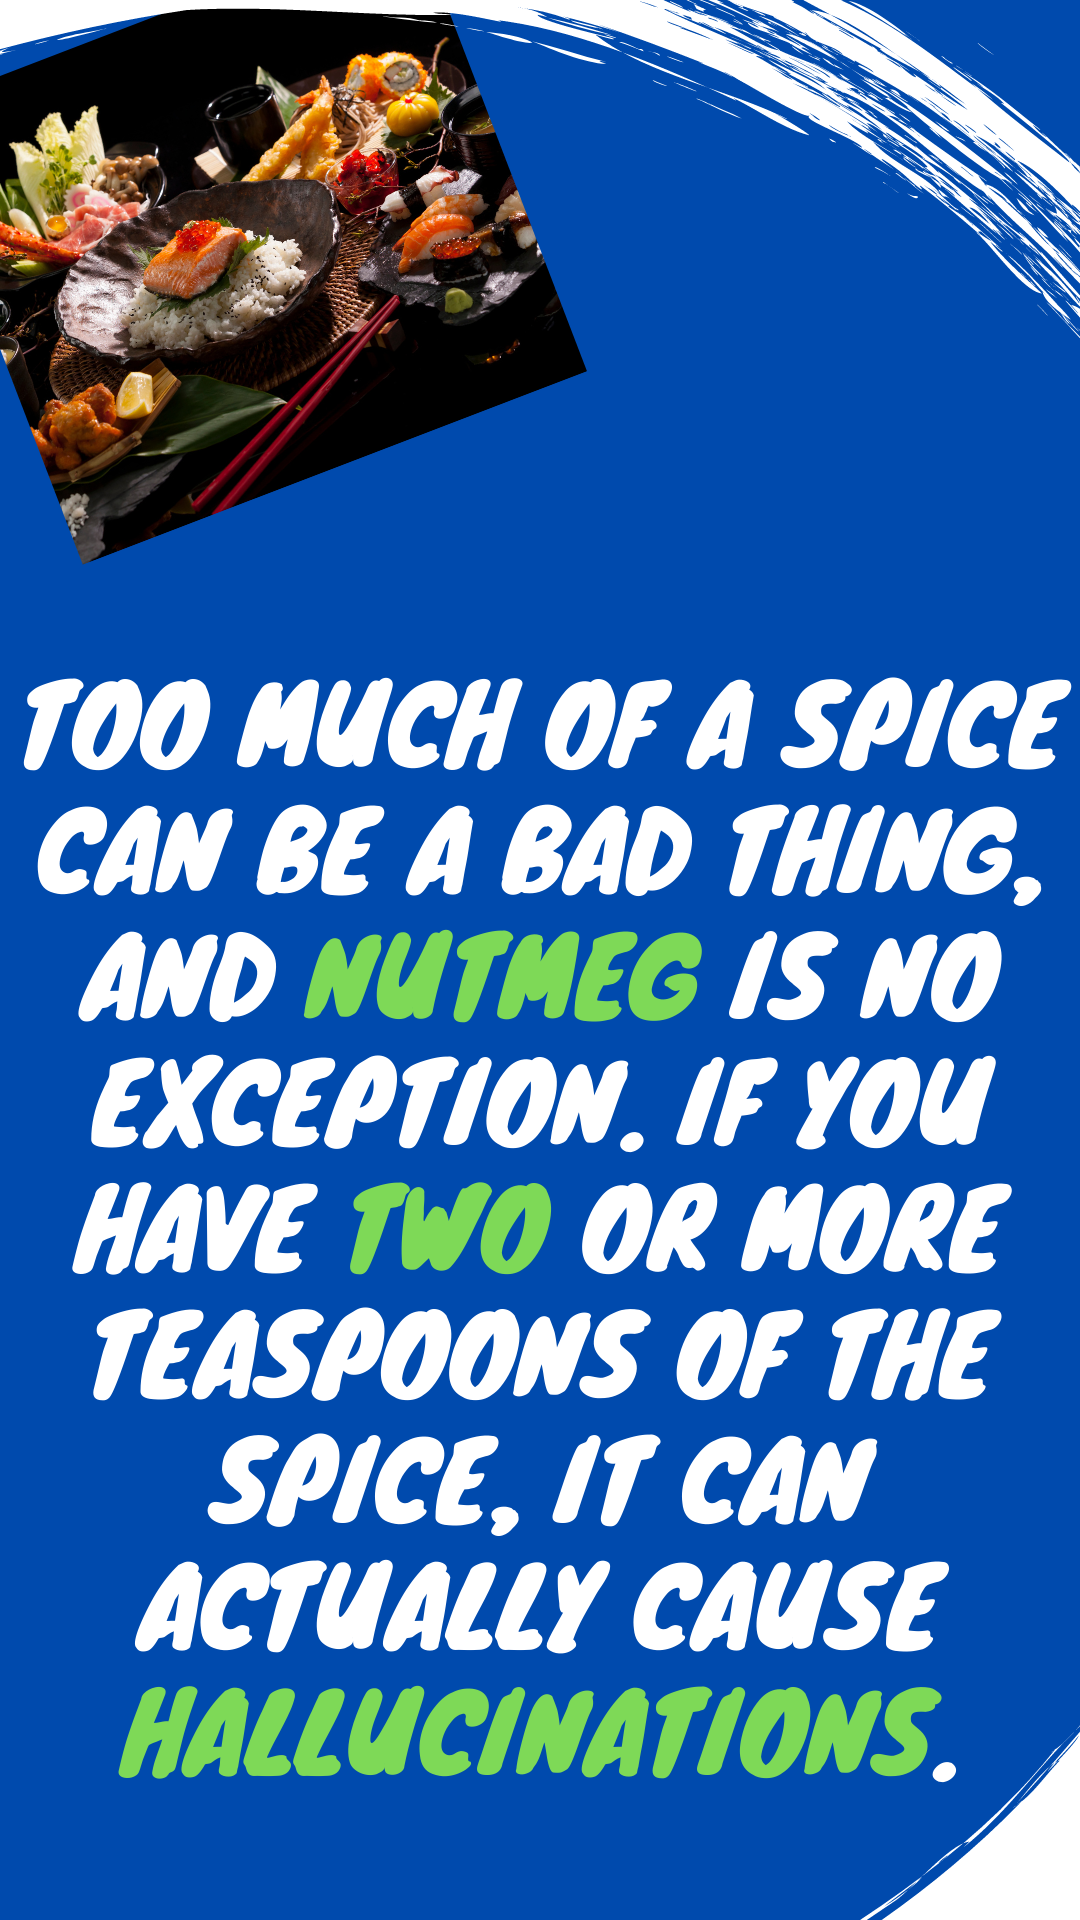 TOO MUCH OF A SPICE
CAN BE A BAD THING,
AND NUTMEG IS NO
EXCEPTION. IF YOU
HAVE TWO OR MORE
TEASPOONS OF THE
SPICE, IT CAN
ACTUALLY CAUSE
HALLUCINATIONS.